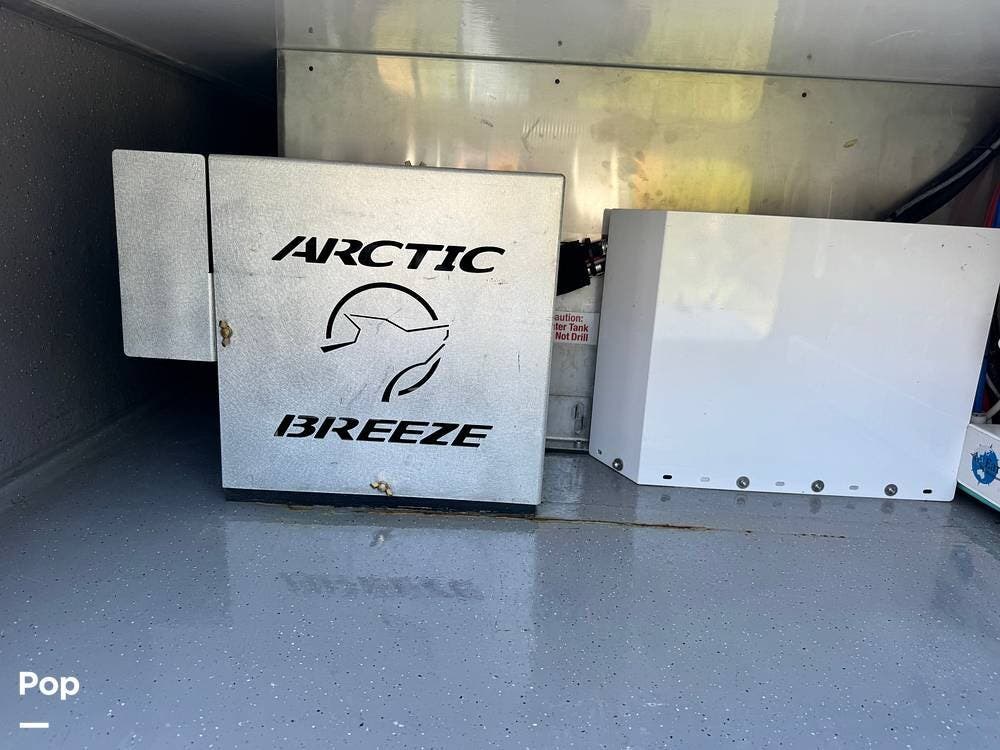 ARCTIC
BREEZE
aution:
ter Tank
Not Drill
Pop